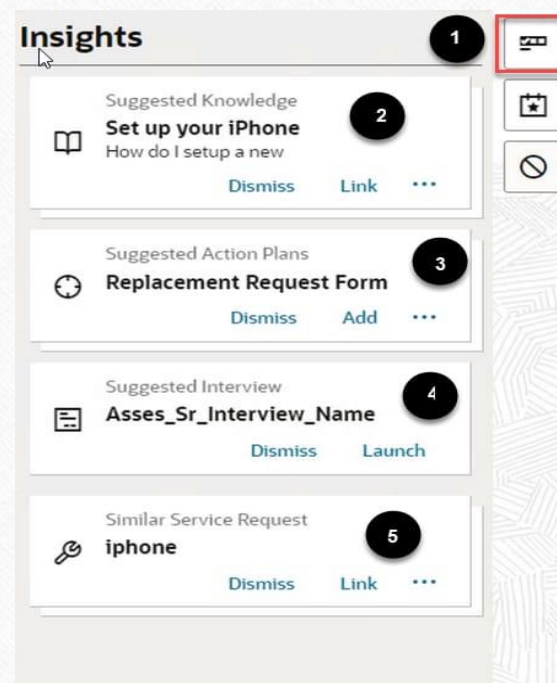 Insights
1
Suggested Knowledge
2
Set up your iPhone
How do I setup a new
Dismiss Link ...
Suggested Action Plans
3
Replacement Request Form
Dismiss Add ...
Suggested Interview
4
Asses_Sr_Interview_Name
Dismiss Launch
Similar Service Request
5
iphone
Dismiss Link ...